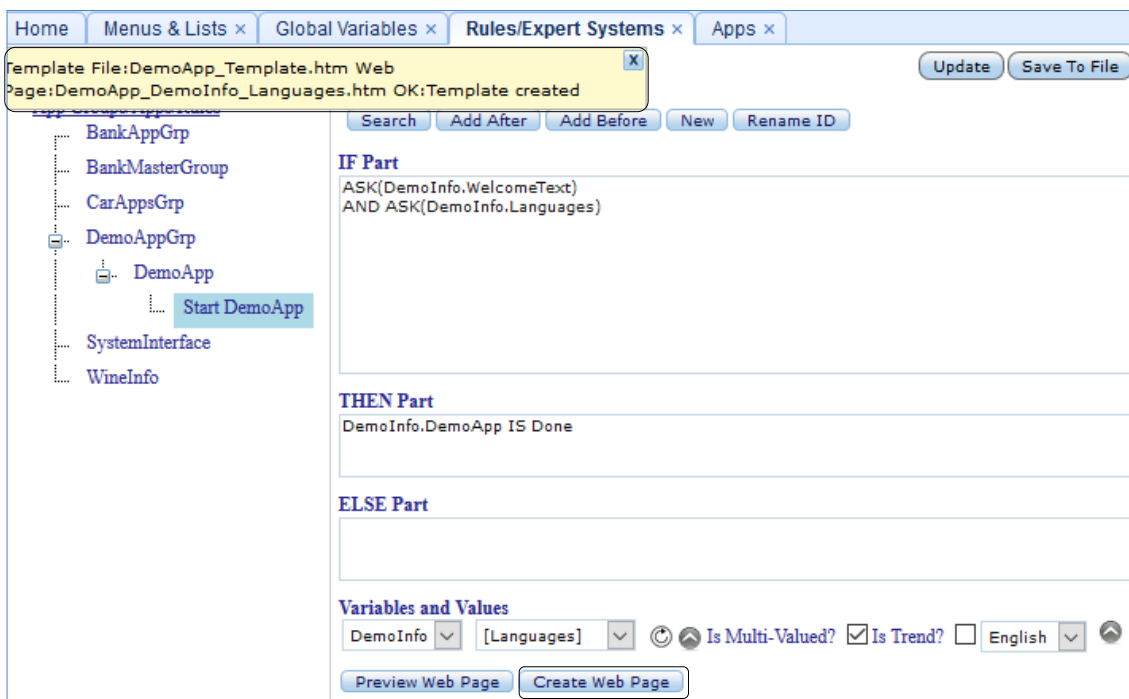 Home Menus & Lists × Global Variables × Rules/Expert Systems × Apps ×
Template File:DemoApp_Template.htm Web
Page:DemoApp_DemoInfo_Languages.htm OK:Template created
X
Update Save To File
Search Add After Add Before New Rename ID
BankAppGrp
BankMasterGroup
CarAppsGrp
DemoAppGrp
DemoApp
Start DemoApp
SystemInterface
WineInfo
IF Part
ASK(DemoInfo.WelcomeText)
AND ASK(DemoInfo.Languages)
THEN Part
DemoInfo.DemoApp IS Done
ELSE Part
Variables and Values
DemoInfo [Languages] Is Multi-Valued? Is Trend? English
Preview Web Page Create Web Page